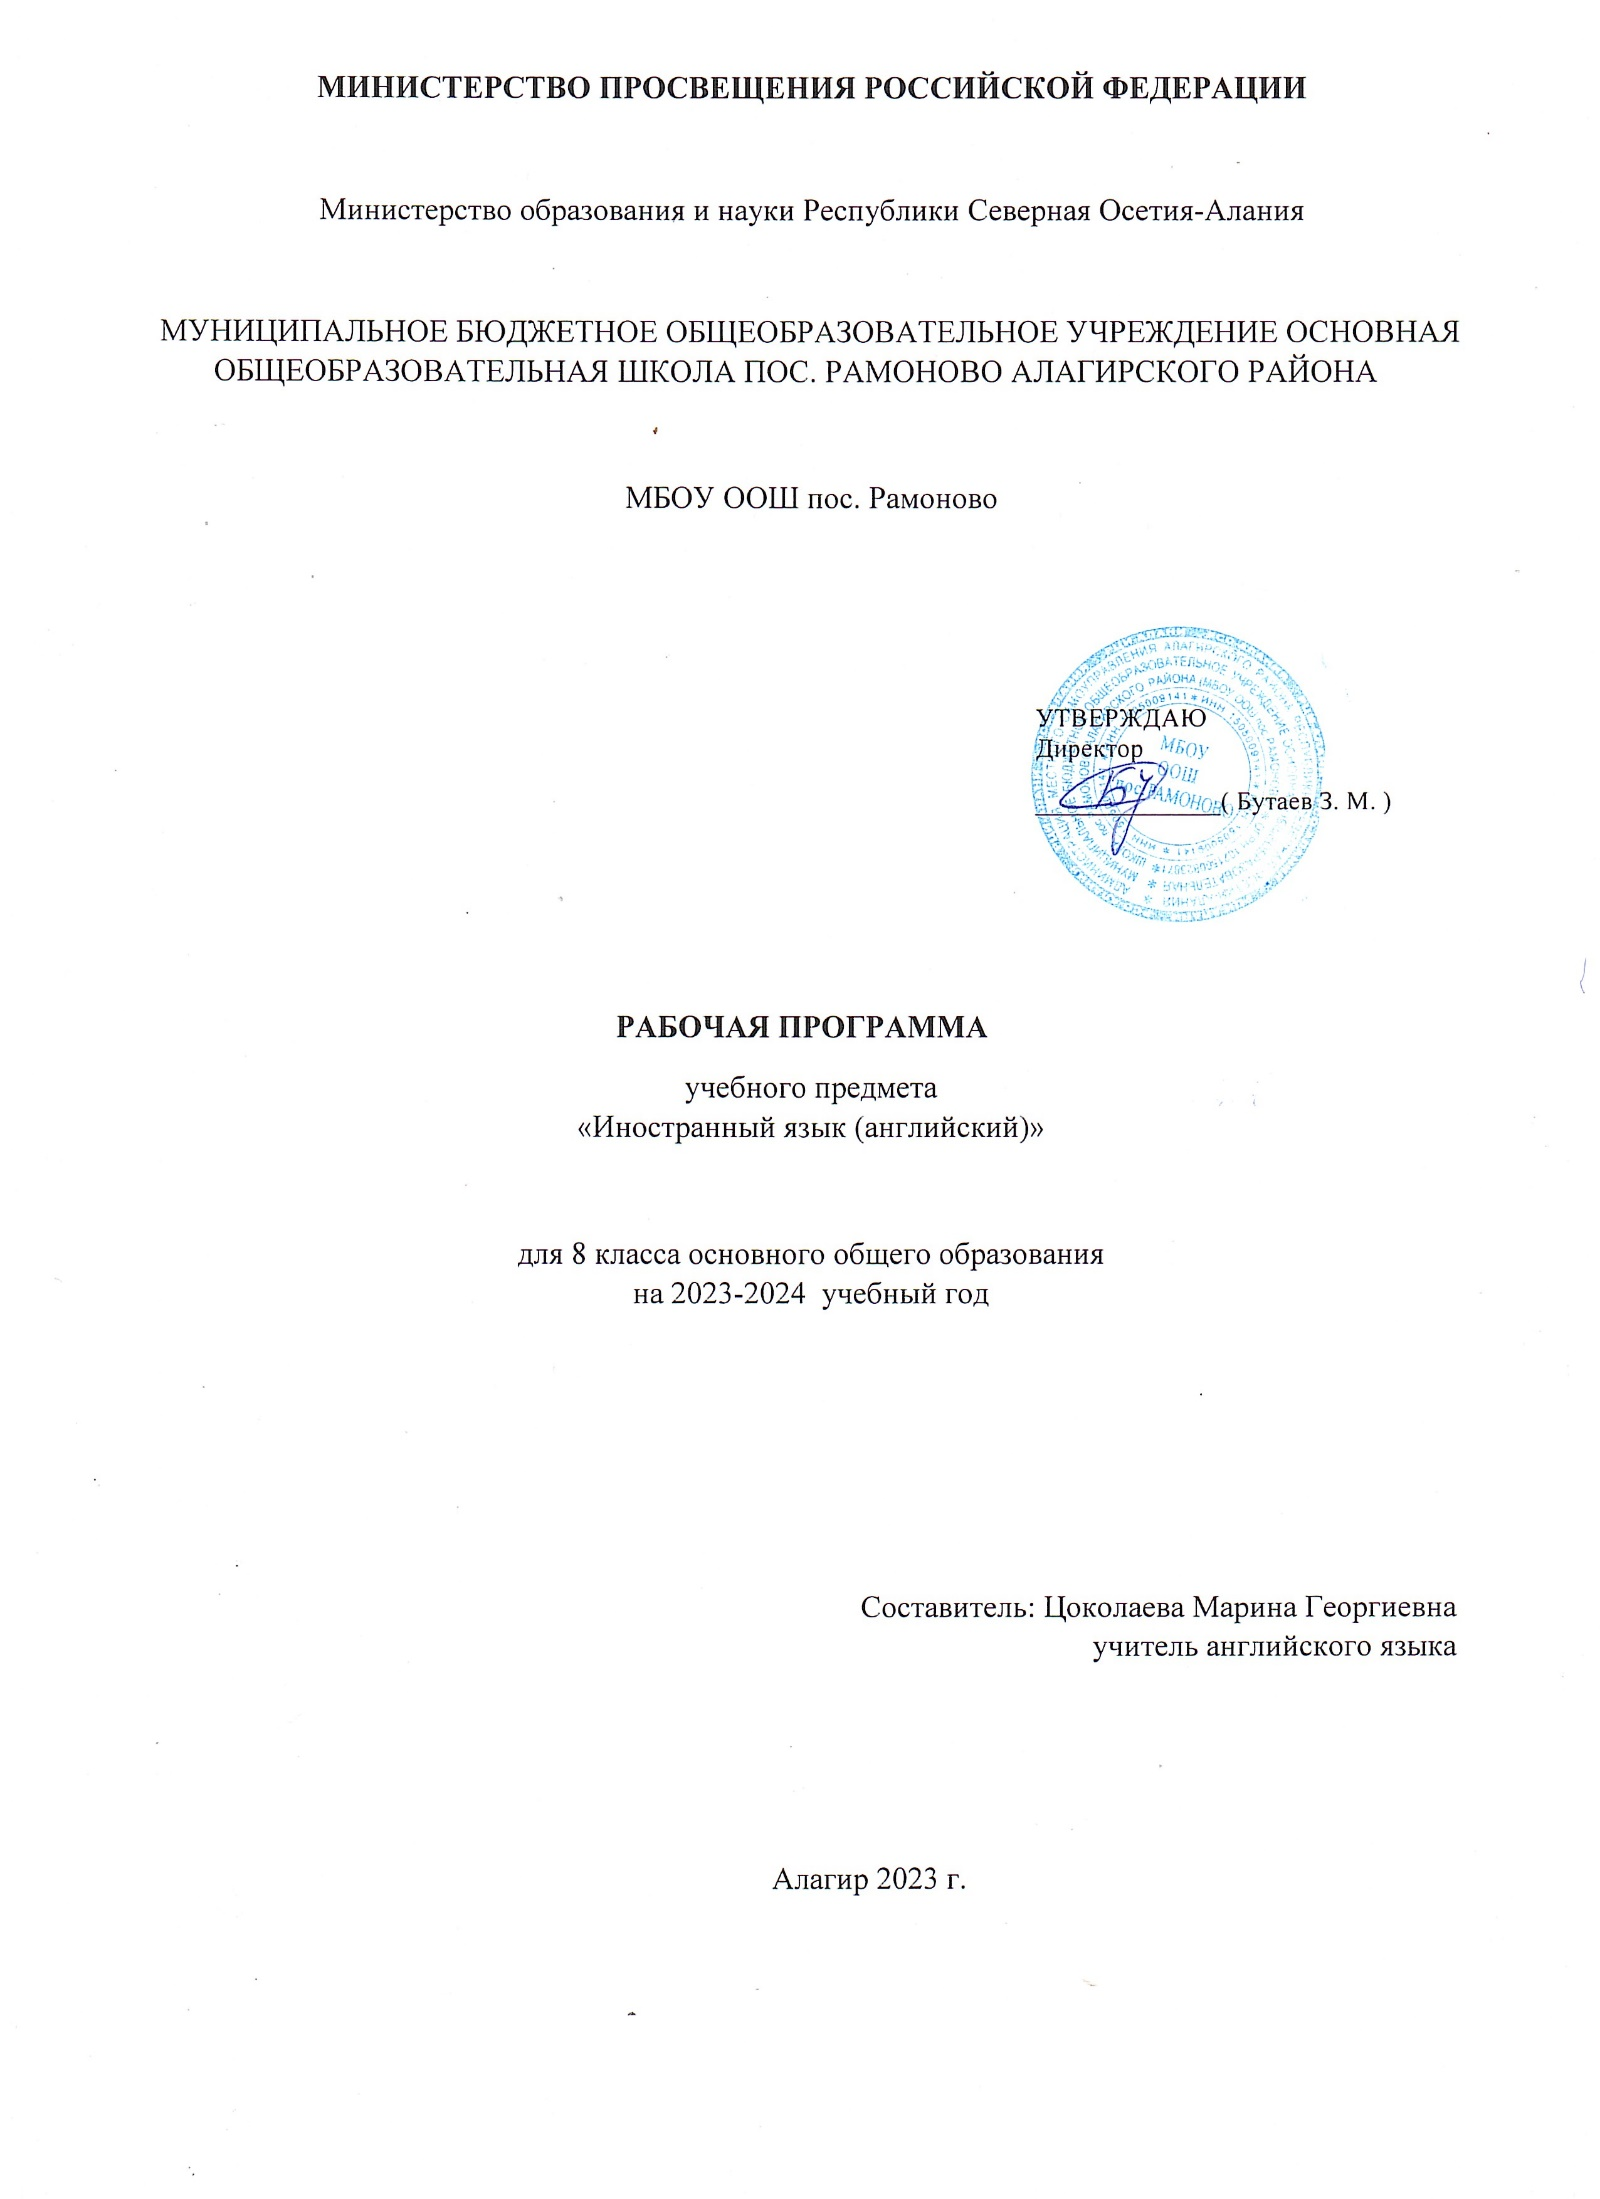 МИНИСТЕРСТВО ПРОСВЕЩЕНИЯ РОССИЙСКОЙ ФЕДЕРАЦИИ
Министерство образования и науки Республики Северная Осетия-Алания
МУНИЦИПАЛЬНОЕ БЮДЖЕТНОЕ ОБЩЕОБРАЗОВАТЕЛЬНОЕ УЧРЕЖДЕНИЕ ОСНОВНАЯ
ОБЩЕОБРАЗОВАТЕЛЬНАЯ ШКОЛА ПОС. РАМОНОВО АЛАГИРСКОГО РАЙОНА
МБОУ ООШ пос. Рамоново
УТВЕРЖДАЮ
Директор
( Бутаев З. М. )
МБОУ
ООШ
пос. РАМОНОВО
РАБОЧАЯ ПРОГРАММА
учебного предмета
«Иностранный язык (английский)»
для 8 класса основного общего образования
на 2023-2024 учебный год
Составитель: Цоколаева Марина Георгиевна
учитель английского языка
Алагир 2023 г.